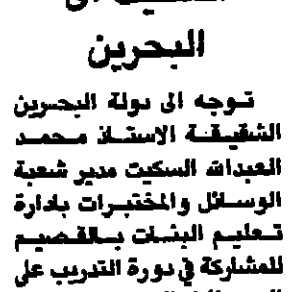 البحرين
توجه الى دولة البحرين
الشقيقة الاستاذ محمد
العبدالله السكيت مدير شعبة
الوسائل والمختبرات بادارة
تعليم البنات بالقصيم
للمشاركة في دورة التدريب على